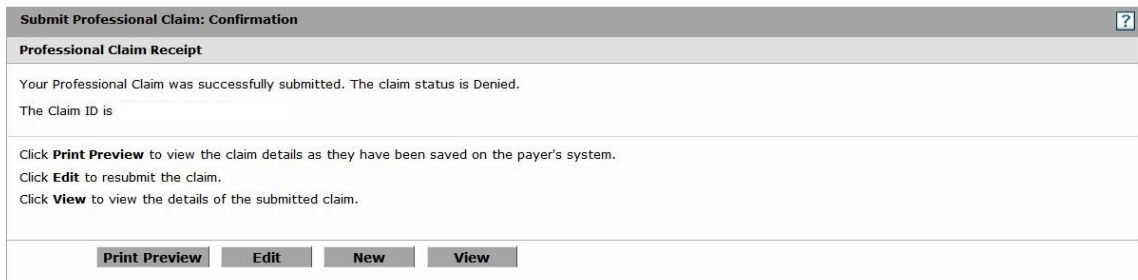 Submit Professional Claim: Confirmation ?
Professional Claim Receipt
Your Professional Claim was successfully submitted. The claim status is Denied.
The Claim ID is
Click Print Preview to view the claim details as they have been saved on the payer's system.
Click Edit to resubmit the claim.
Click View to view the details of the submitted claim.
Print Preview Edit New View